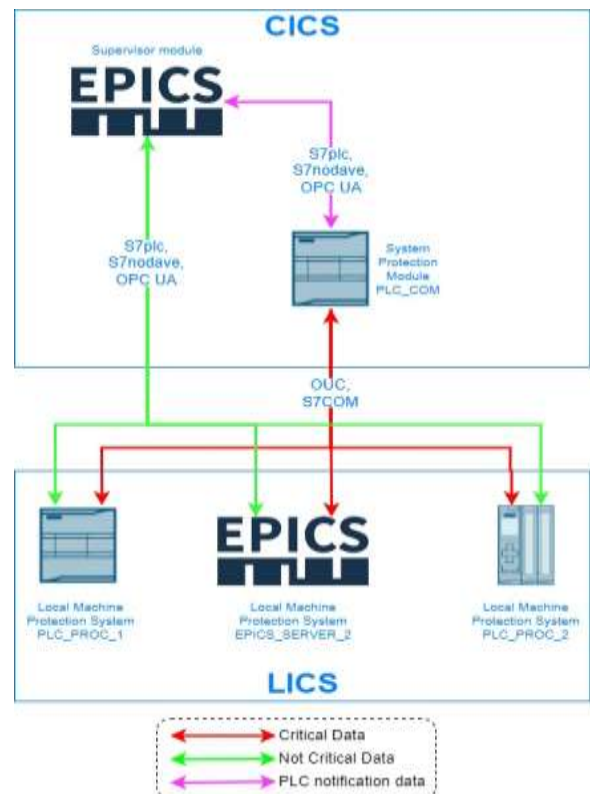 CICS
Supervisor module
EPICS
S7plc,
S7nodave,
OPC UA
System
Protection
Module
PLC_COM
S7plc,
S7nodave,
OPC UA
OUC,
S7COM
EPICS
Local Machine
Protection System
PLC_PROC_1
Local Machine
Protection System
EPICS_SERVER_2
Local Machine
Protection System
PLC_PROC_2
LICS
Critical Data
Not Critical Data
PLC notification data